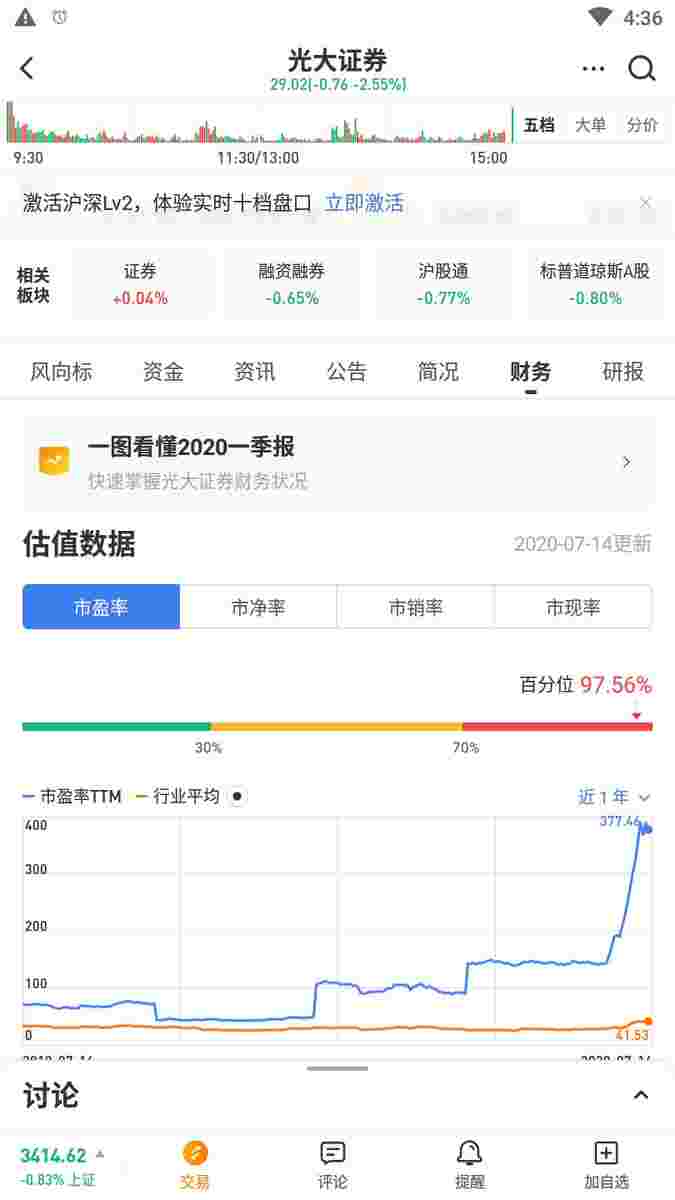 4:36
光大证券
29.02(-0.76 -2.55%)
五档 大单 分价
9:30 11:30/13:00 15:00
激活沪深Lv2，体验实时十档盘口 立即激活
相关板块
证券 融资融券 沪股通 标普道琼斯A股
+0.04% -0.65% -0.77% -0.80%
风向标 资金 资讯 公告 简况 财务 研报
一图看懂2020一季报
快速掌握光大证券财务状况
估值数据 2020-07-14更新
市盈率 市净率 市销率 市现率
百分位 97.56%
30% 70%
市盈率TTM 行业平均 近1年
377.46
400
300
200
100
0
41.53
讨论
3414.62
-0.83% 上证
交易 评论 提醒 加自选